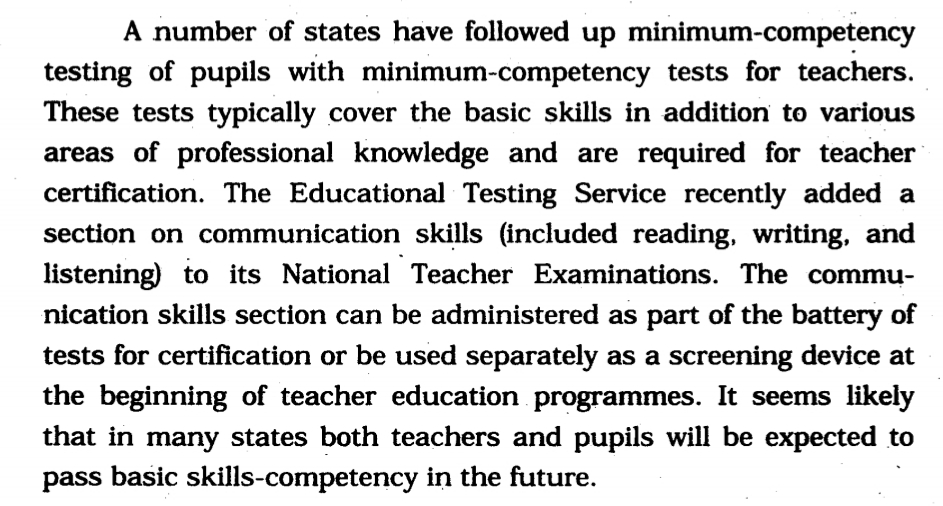 A number of states have followed up minimum-competency
testing of pupils with minimum-competency tests for teachers.
These tests typically cover the basic skills in addition to various
areas of professional knowledge and are required for teacher
certification. The Educational Testing Service recently added a
section on communication skills (included reading, writing, and
listening) to its National Teacher Examinations. The commu-
nication skills section can be administered as part of the battery of
tests for certification or be used separately as a screening device at
the beginning of teacher education programmes. It seems likely
that in many states both teachers and pupils will be expected to
pass basic skills-competency in the future.